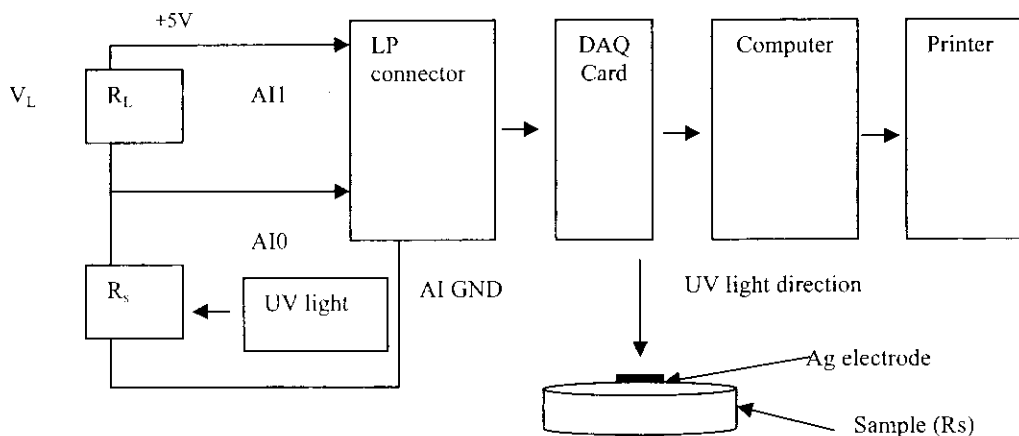 +5V
LP
connector
DAQ
Card
Computer
Printer
V_L
R_L
AI1
AI0
R_s
UV light
AI GND
UV light direction
Ag electrode
Sample (Rs)